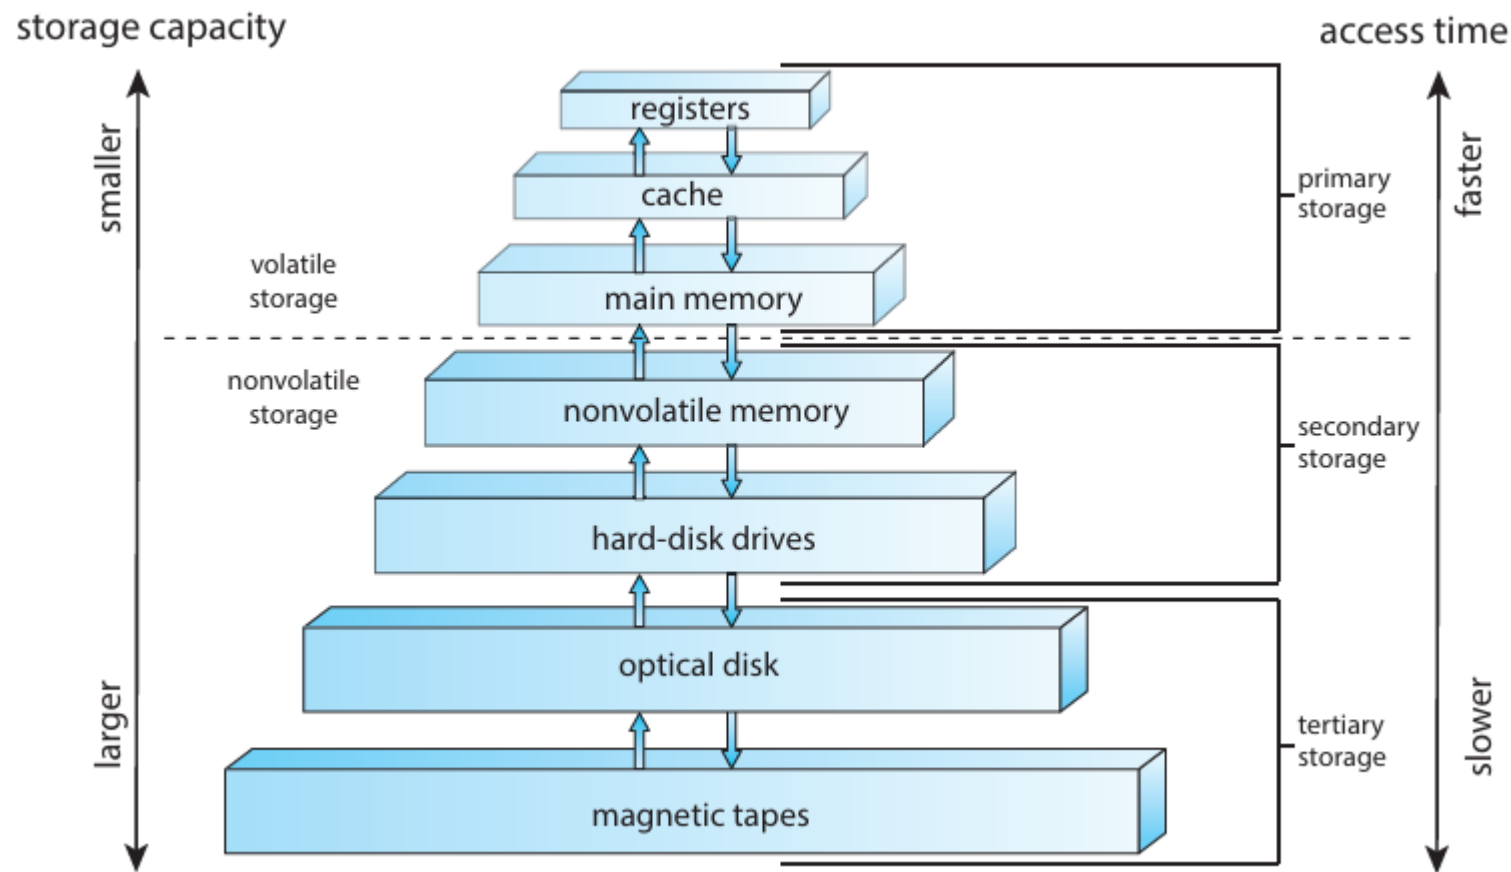 storage capacity
access time
smaller
larger
volatile
storage
nonvolatile
storage
registers
cache
main memory
nonvolatile memory
hard-disk drives
optical disk
magnetic tapes
primary
storage
secondary
storage
tertiary
storage
faster
slower